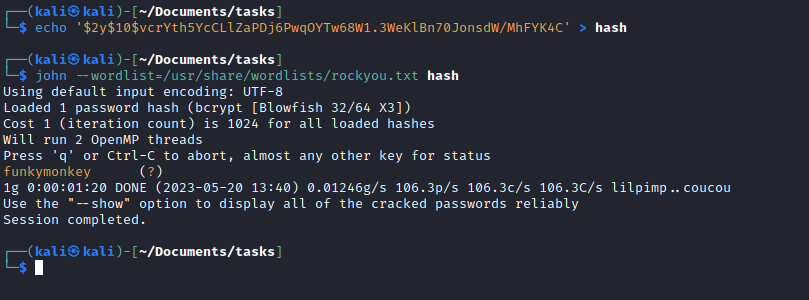 ┌──(kali㉿kali)-[~/Documents/tasks]
└─$ echo '$2y$10$vcrYth5YcCLlZaPDj6PwqOYTw68W1.3WeKlBn70JonsdW/MhFYK4C' > hash
┌──(kali㉿kali)-[~/Documents/tasks]
└─$ john --wordlist=/usr/share/wordlists/rockyou.txt hash
Using default input encoding: UTF-8
Loaded 1 password hash (bcrypt [Blowfish 32/64 X3])
Cost 1 (iteration count) is 1024 for all loaded hashes
Will run 2 OpenMP threads
Press 'q' or Ctrl-C to abort, almost any other key for status
funkymonkey      (?)
1g 0:00:01:20 DONE (2023-05-20 13:40) 0.01246g/s 106.3p/s 106.3c/s 106.3C/s lilpimp..coucou
Use the "--show" option to display all of the cracked passwords reliably
Session completed.
┌──(kali㉿kali)-[~/Documents/tasks]
└─$